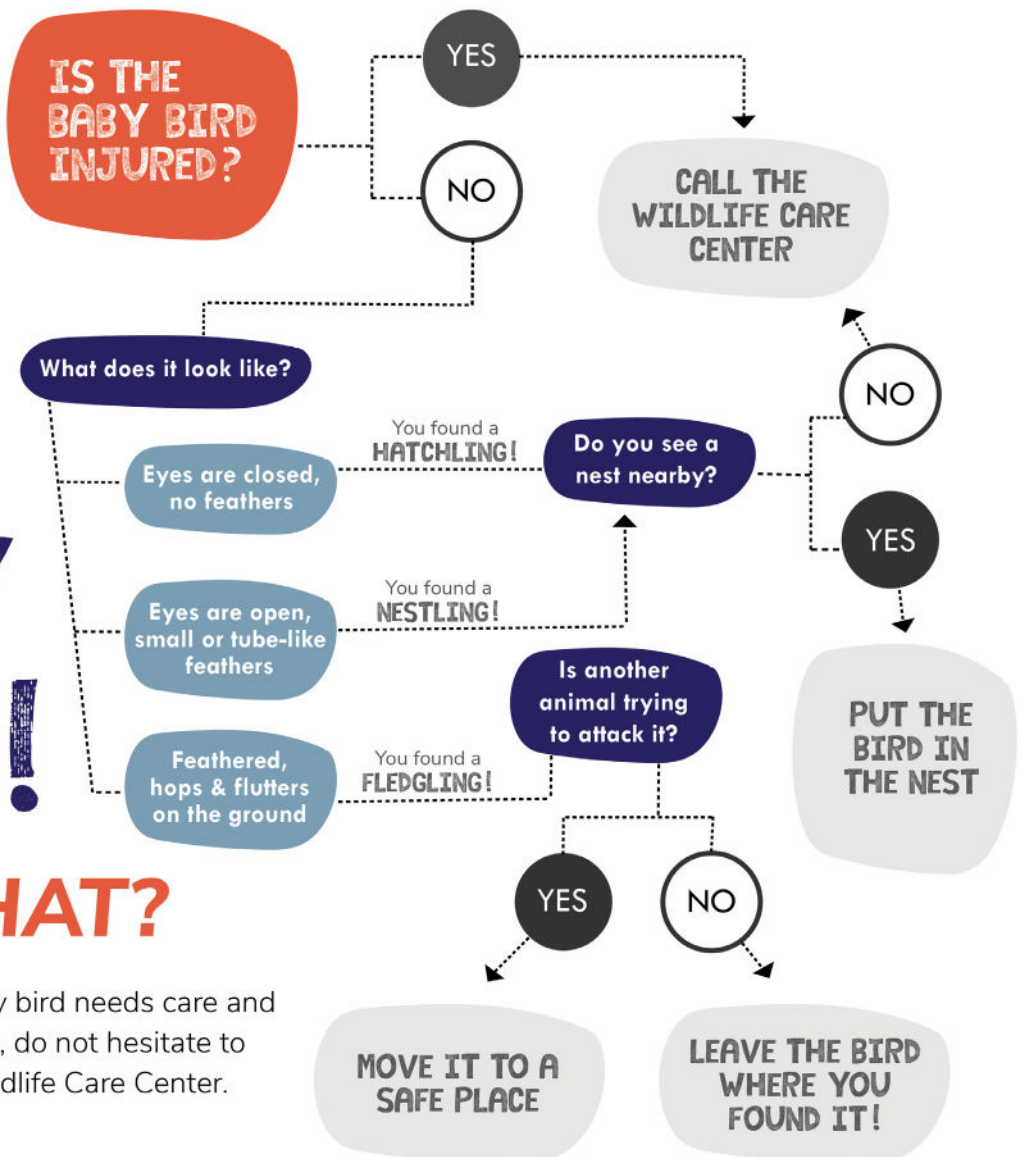 IS THE
BABY BIRD
INJURED?
YES
NO
CALL THE
WILDLIFE CARE
CENTER
What does it look like?
Eyes are closed,
no feathers
You found a
HATCHLING!
Do you see a
nest nearby?
NO
YES
PUT THE
BIRD IN
THE NEST
Eyes are open,
small or tube-like
feathers
You found a
NESTLING!
Feathered,
hops & flutters
on the ground
You found a
FLEDGLING!
Is another
animal trying
to attack it?
YES
NO
MOVE IT TO A
SAFE PLACE
LEAVE THE BIRD
WHERE YOU
FOUND IT!
!
HAT?
bird needs care and
, do not hesitate to
Care Center.